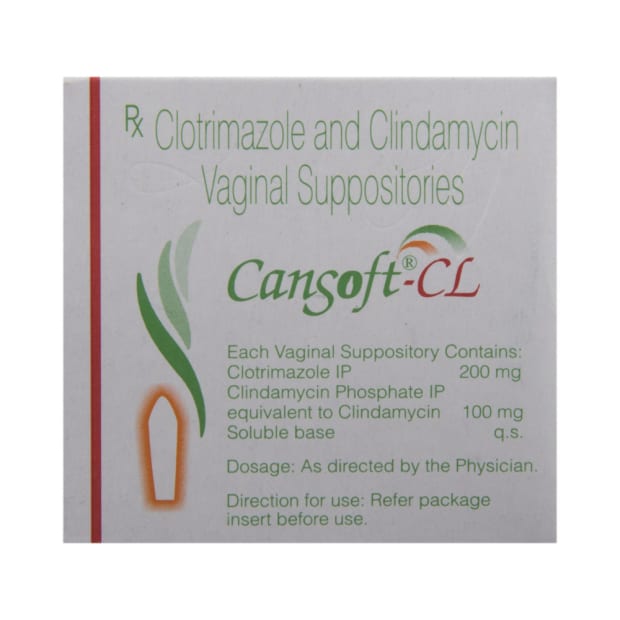 Rx Clotrimazole and Clindamycin
Vaginal Suppositories
Cansoft®-CL
Each Vaginal Suppository Contains:
Clotrimazole IP 200 mg
Clindamycin Phosphate IP
equivalent to Clindamycin 100 mg
Soluble base q.s.
Dosage: As directed by the Physician.
Direction for use: Refer package
insert before use.